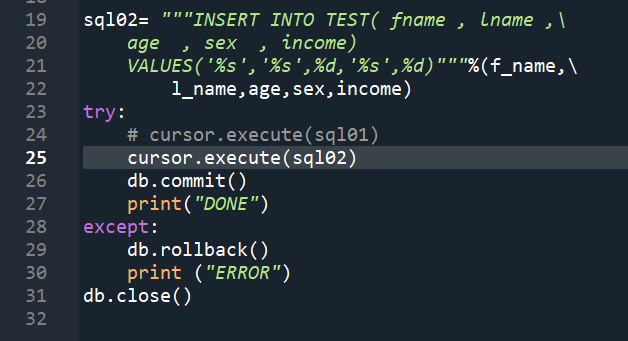 19 sql02= """INSERT INTO TEST( fname , lname ,\
20     age  , sex  , income)
21     VALUES('%s','%s',%d,'%s',%d)"""%(f_name,\
22         l_name,age,sex,income)
23 try:
24     # cursor.execute(sql01)
25     cursor.execute(sql02)
26     db.commit()
27     print("DONE")
28 except:
29     db.rollback()
30     print ("ERROR")
31 db.close()
32